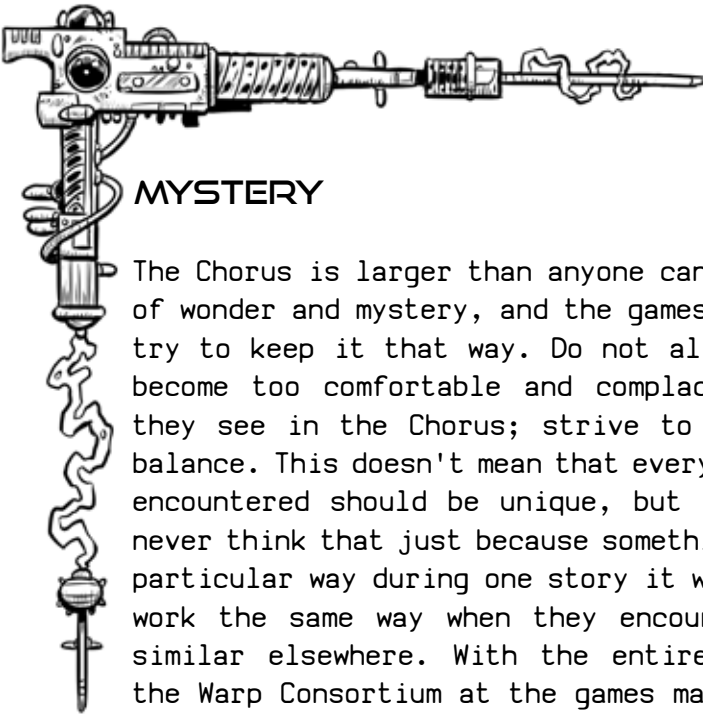 MYSTERY
The Chorus is larger than anyone can
of wonder and mystery, and the games
try to keep it that way. Do not al
become too comfortable and complac
they see in the Chorus; strive to
balance. This doesn't mean that every
encountered should be unique, but
never think that just because somethi
particular way during one story it w
work the same way when they encoun
similar elsewhere. With the entire
the Warp Consortium at the games ma